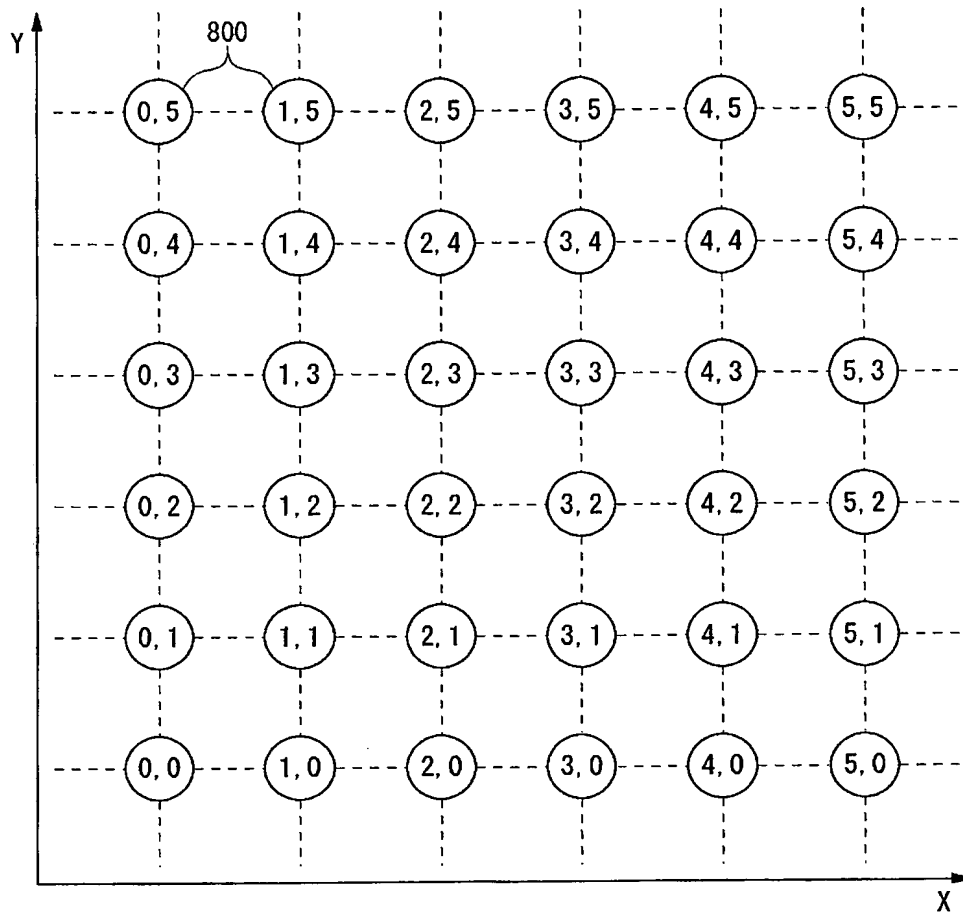 Y
800
0, 5 1, 5 2, 5 3, 5 4, 5 5, 5
0, 4 1, 4 2, 4 3, 4 4, 4 5, 4
0, 3 1, 3 2, 3 3, 3 4, 3 5, 3
0, 2 1, 2 2, 2 3, 2 4, 2 5, 2
0, 1 1, 1 2, 1 3, 1 4, 1 5, 1
0, 0 1, 0 2, 0 3, 0 4, 0 5, 0
X